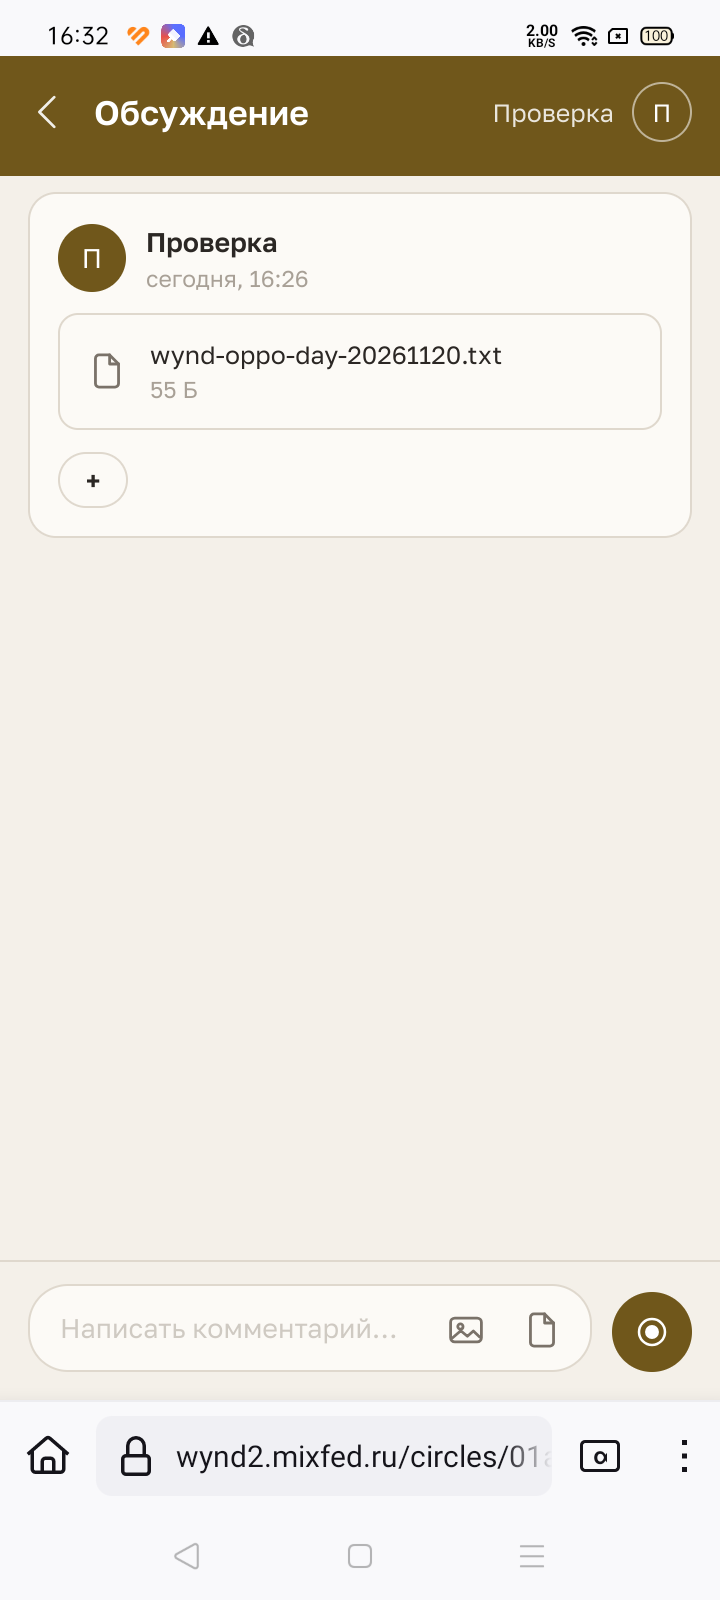 16:32
2.00
KB/S
100
Обсуждение
Проверка
П
П
Проверка
сегодня, 16:26
wynd-oppo-day-20261120.txt
55 Б
+
Написать комментарий...
wynd2.mixfed.ru/circles/01a